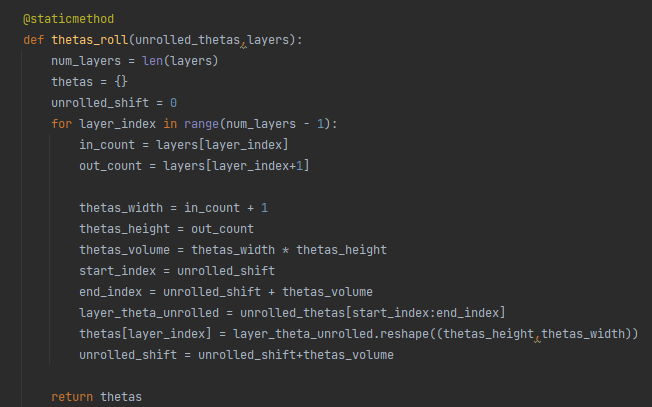 @staticmethod
def thetas_roll(unrolled_thetas,layers):
    num_layers = len(layers)
    thetas = {}
    unrolled_shift = 0
    for layer_index in range(num_layers - 1):
        in_count = layers[layer_index]
        out_count = layers[layer_index+1]

        thetas_width = in_count + 1
        thetas_height = out_count
        thetas_volume = thetas_width * thetas_height
        start_index = unrolled_shift
        end_index = unrolled_shift + thetas_volume
        layer_theta_unrolled = unrolled_thetas[start_index:end_index]
        thetas[layer_index] = layer_theta_unrolled.reshape((thetas_height,thetas_width))
        unrolled_shift = unrolled_shift+thetas_volume

    return thetas